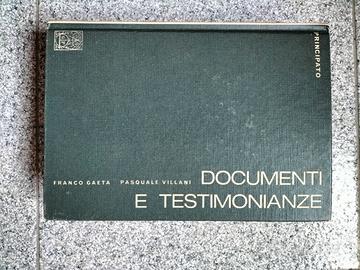 PRINCIPATO
FRANCO GAETA PASQUALE VILLANI DOCUMENTI
E TESTIMONIANZE